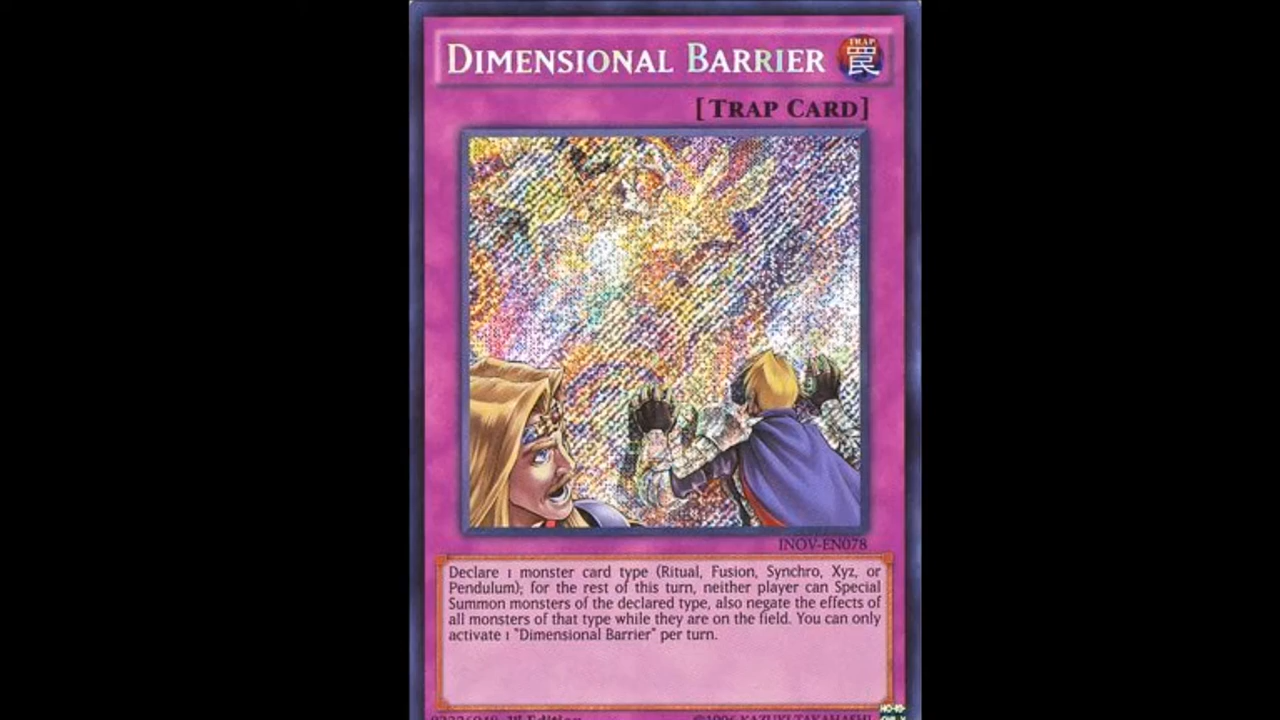 DIMENSIONAL BARRIER
TRAP
罠
[TRAP CARD]
INOV-EN078
Declare 1 monster card type (Ritual, Fusion, Synchro, Xyz, or
Pendulum); for the rest of this turn, neither player can Special
Summon monsters of the declared type, also negate the effects of
all monsters of that type while they are on the field. You can only
activate 1 "Dimensional Barrier" per turn.
1st Edition
©1996 KAZUKI TAKAHASHI